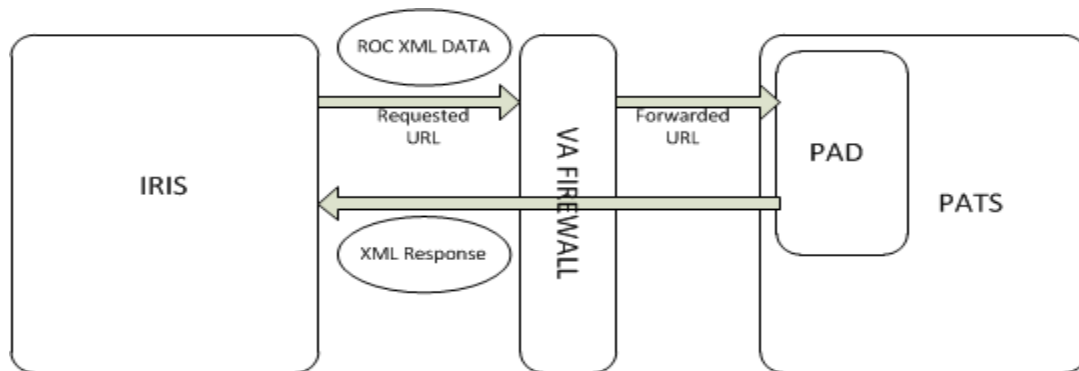 ROC XML DATA
Requested
URL
Forwarded
URL
IRIS
VA FIREWALL
PAD
PATS
XML Response